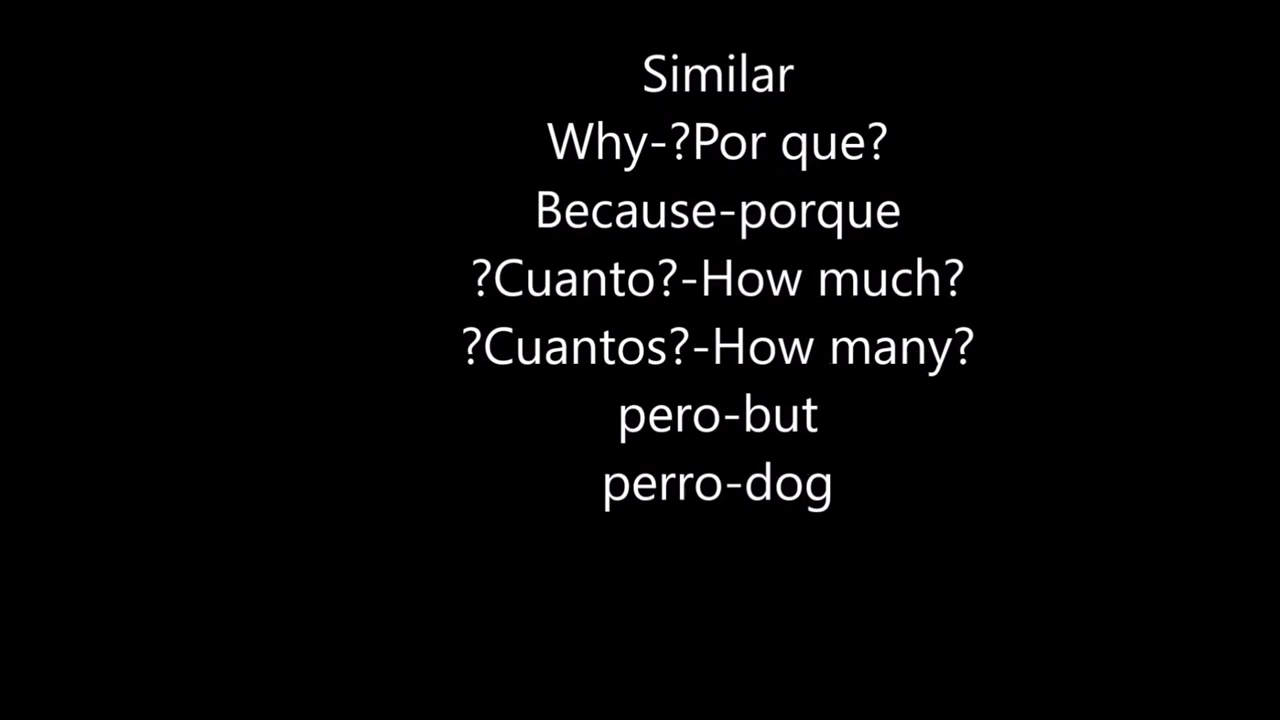 Similar
Why-?Por que?
Because-porque
?Cuanto?-How much?
?Cuantos?-How many?
pero-but
perro-dog